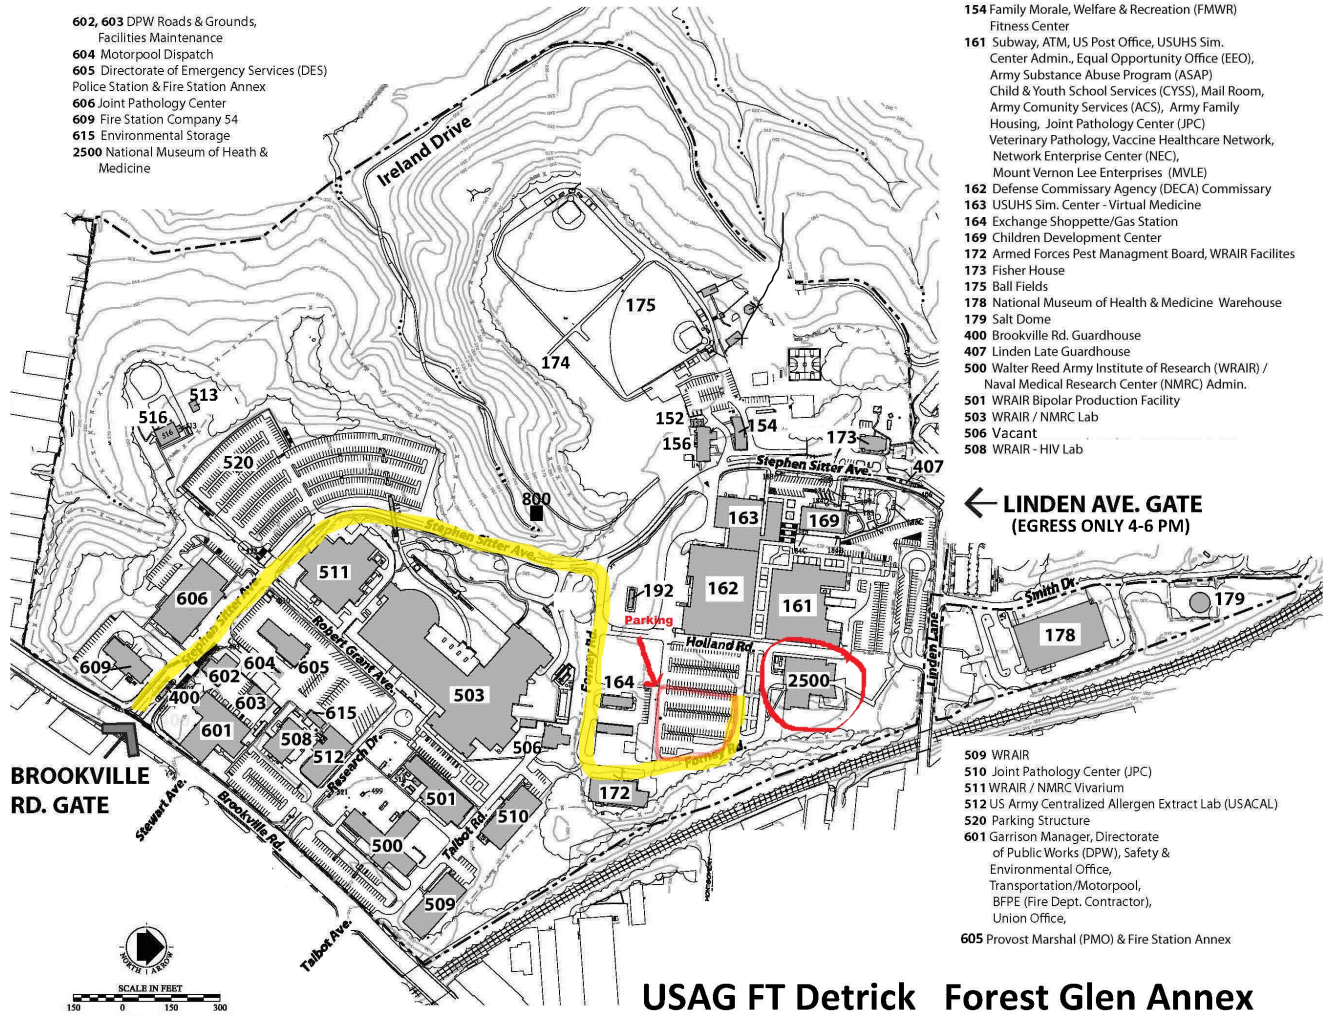 602, 603 DPW Roads & Grounds,
Facilities Maintenance
604 Motorpool Dispatch
605 Directorate of Emergency Services (DES)
Police Station & Fire Station Annex
606 Joint Pathology Center
609 Fire Station Company 54
615 Environmental Storage
2500 National Museum of Heath &
Medicine
154 Family Morale, Welfare & Recreation (FMWR)
Fitness Center
161 Subway, ATM, US Post Office, USUHS Sim.
Center Admin., Equal Opportunity Office (EEO),
Army Substance Abuse Program (ASAP)
Child & Youth School Services (CYSS), Mail Room,
Army Comunity Services (ACS), Army Family
Housing, Joint Pathology Center (JPC)
Veterinary Pathology, Vaccine Healthcare Network,
Network Enterprise Center (NEC),
Mount Vernon Lee Enterprises (MVLE)
162 Defense Commissary Agency (DECA) Commissary
163 USUHS Sim. Center - Virtual Medicine
164 Exchange Shoppette/Gas Station
169 Children Development Center
172 Armed Forces Pest Managment Board, WRAIR Facilites
173 Fisher House
175 Ball Fields
178 National Museum of Health & Medicine Warehouse
179 Salt Dome
400 Brookville Rd. Guardhouse
407 Linden Late Guardhouse
500 Walter Reed Army Institute of Research (WRAIR) /
Naval Medical Research Center (NMRC) Admin.
501 WRAIR Bipolar Production Facility
503 WRAIR / NMRC Lab
506 Vacant
508 WRAIR - HIV Lab
Ireland Drive
175
174
513
516
516
520
152
154
156
173
Stephen Sitter Ave.
407
LINDEN AVE. GATE
(EGRESS ONLY 4-6 PM)
800
163
169
Stephen Sitter Ave.
511
606
192
162
161
Smith Dr.
179
178
Parking
Holland Rd.
Linden Lane
Stephen Sitter Ave.
Robert Grant Ave.
609
604
605
602
400
603
503
Forney Rd.
164
2500
615
601
508
512
506
Forney Rd.
Research Dr.
172
BROOKVILLE
RD. GATE
Stewart Ave.
Brookville Rd.
521
499
501
510
Talbot Rd.
500
509
Talbot Ave.
509 WRAIR
510 Joint Pathology Center (JPC)
511 WRAIR / NMRC Vivarium
512 US Army Centralized Allergen Extract Lab (USACAL)
520 Parking Structure
601 Garrison Manager, Directorate
of Public Works (DPW), Safety &
Environmental Office,
Transportation/Motorpool,
BFPE (Fire Dept. Contractor),
Union Office,
605 Provost Marshal (PMO) & Fire Station Annex
NORTH ARROW
SCALE IN FEET
150 0 150 300
USAG FT Detrick Forest Glen Annex